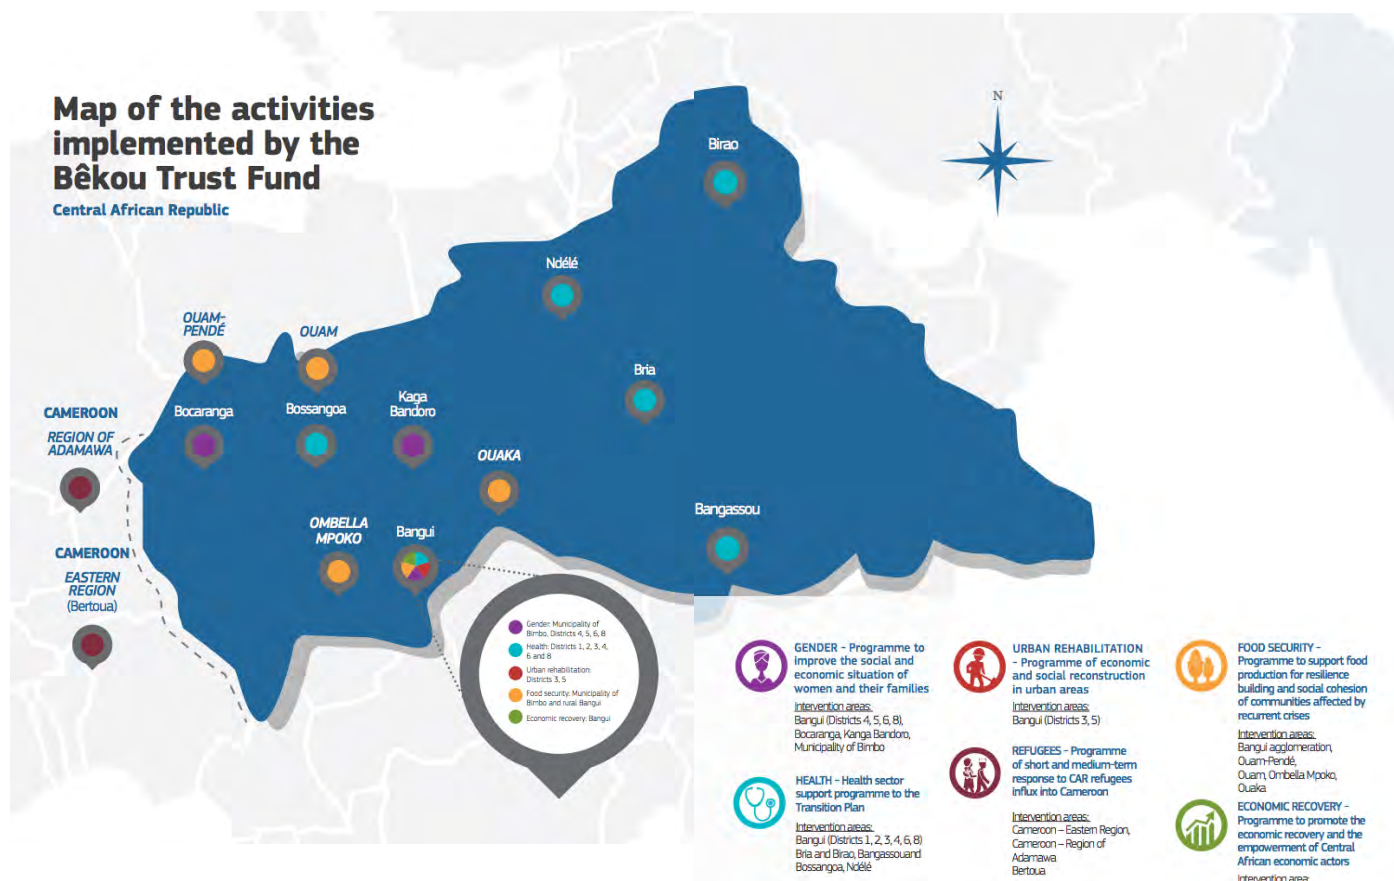 Map of the activities
implemented by the
Bêkou Trust Fund
Central African Republic
N
Birao
Ndélé
OUAM-
PENDÉ
OUAM
Bria
Kaga
Bandoro
Bocaranga
Bossangoa
CAMEROON
REGION OF
ADAMAWA
OUAKA
Bangassou
OMBELLA
MPOKO
Bangui
CAMEROON
EASTERN
REGION
(Bertoua)
Gender: Municipality of
Bimbo, Districts 4, 5, 6, 8
Health: Districts 1, 2, 3, 4,
6 and 8
Urban rehabilitation:
Districts 3, 5
Food security: Municipality of
Bimbo and rural Bangui
Economic recovery: Bangui
GENDER - Programme to
improve the social and
economic situation of
women and their families
Intervention areas:
Bangui (Districts 4, 5, 6, 8),
Bocaranga, Kanga Bandoro,
Municipality of Bimbo
HEALTH - Health sector
support programme to the
Transition Plan
Intervention areas:
Bangui (Districts 1, 2, 3, 4, 6, 8)
Bria and Birao, Bangassouand
Bossangoa, Ndélé
URBAN REHABILITATION
- Programme of economic
and social reconstruction
in urban areas
Intervention areas:
Bangui (Districts 3, 5)
REFUGEES - Programme
of short and medium-term
response to CAR refugees
influx into Cameroon
Intervention areas:
Cameroon – Eastern Region,
Cameroon – Region of
Adamawa
Bertoua
FOOD SECURITY -
Programme to support food
production for resilience
building and social cohesion
of communities affected by
recurrent crises
Intervention areas:
Bangui agglomeration,
Ouam-Pendé,
Ouam, Ombella Mpoko,
Ouaka
ECONOMIC RECOVERY -
Programme to promote the
economic recovery and the
empowerment of Central
African economic actors
Intervention area: